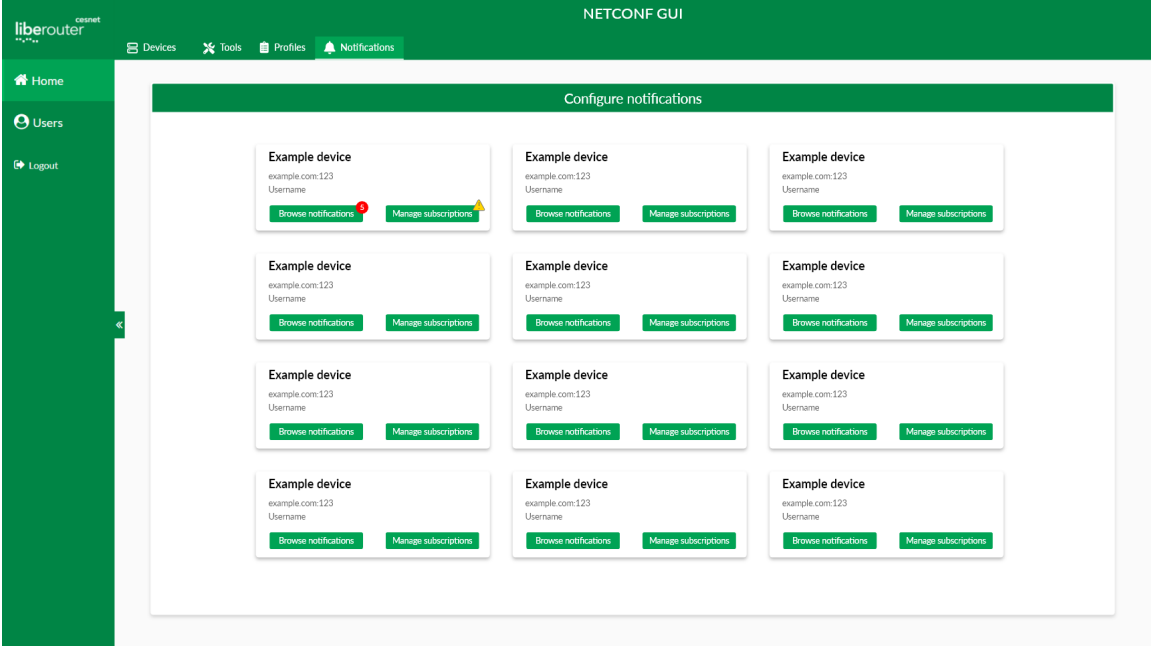 cesnet
liberouter
NETCONF GUI
Devices Tools Profiles Notifications
Home
Users
Logout
Configure notifications
Example device Example device Example device
example.com:123 example.com:123 example.com:123
Username Username Username
Browse notifications 5 Manage subscriptions Browse notifications Manage subscriptions Browse notifications Manage subscriptions
Example device Example device Example device
example.com:123 example.com:123 example.com:123
Username Username Username
Browse notifications Manage subscriptions Browse notifications Manage subscriptions Browse notifications Manage subscriptions
Example device Example device Example device
example.com:123 example.com:123 example.com:123
Username Username Username
Browse notifications Manage subscriptions Browse notifications Manage subscriptions Browse notifications Manage subscriptions
Example device Example device Example device
example.com:123 example.com:123 example.com:123
Username Username Username
Browse notifications Manage subscriptions Browse notifications Manage subscriptions Browse notifications Manage subscriptions